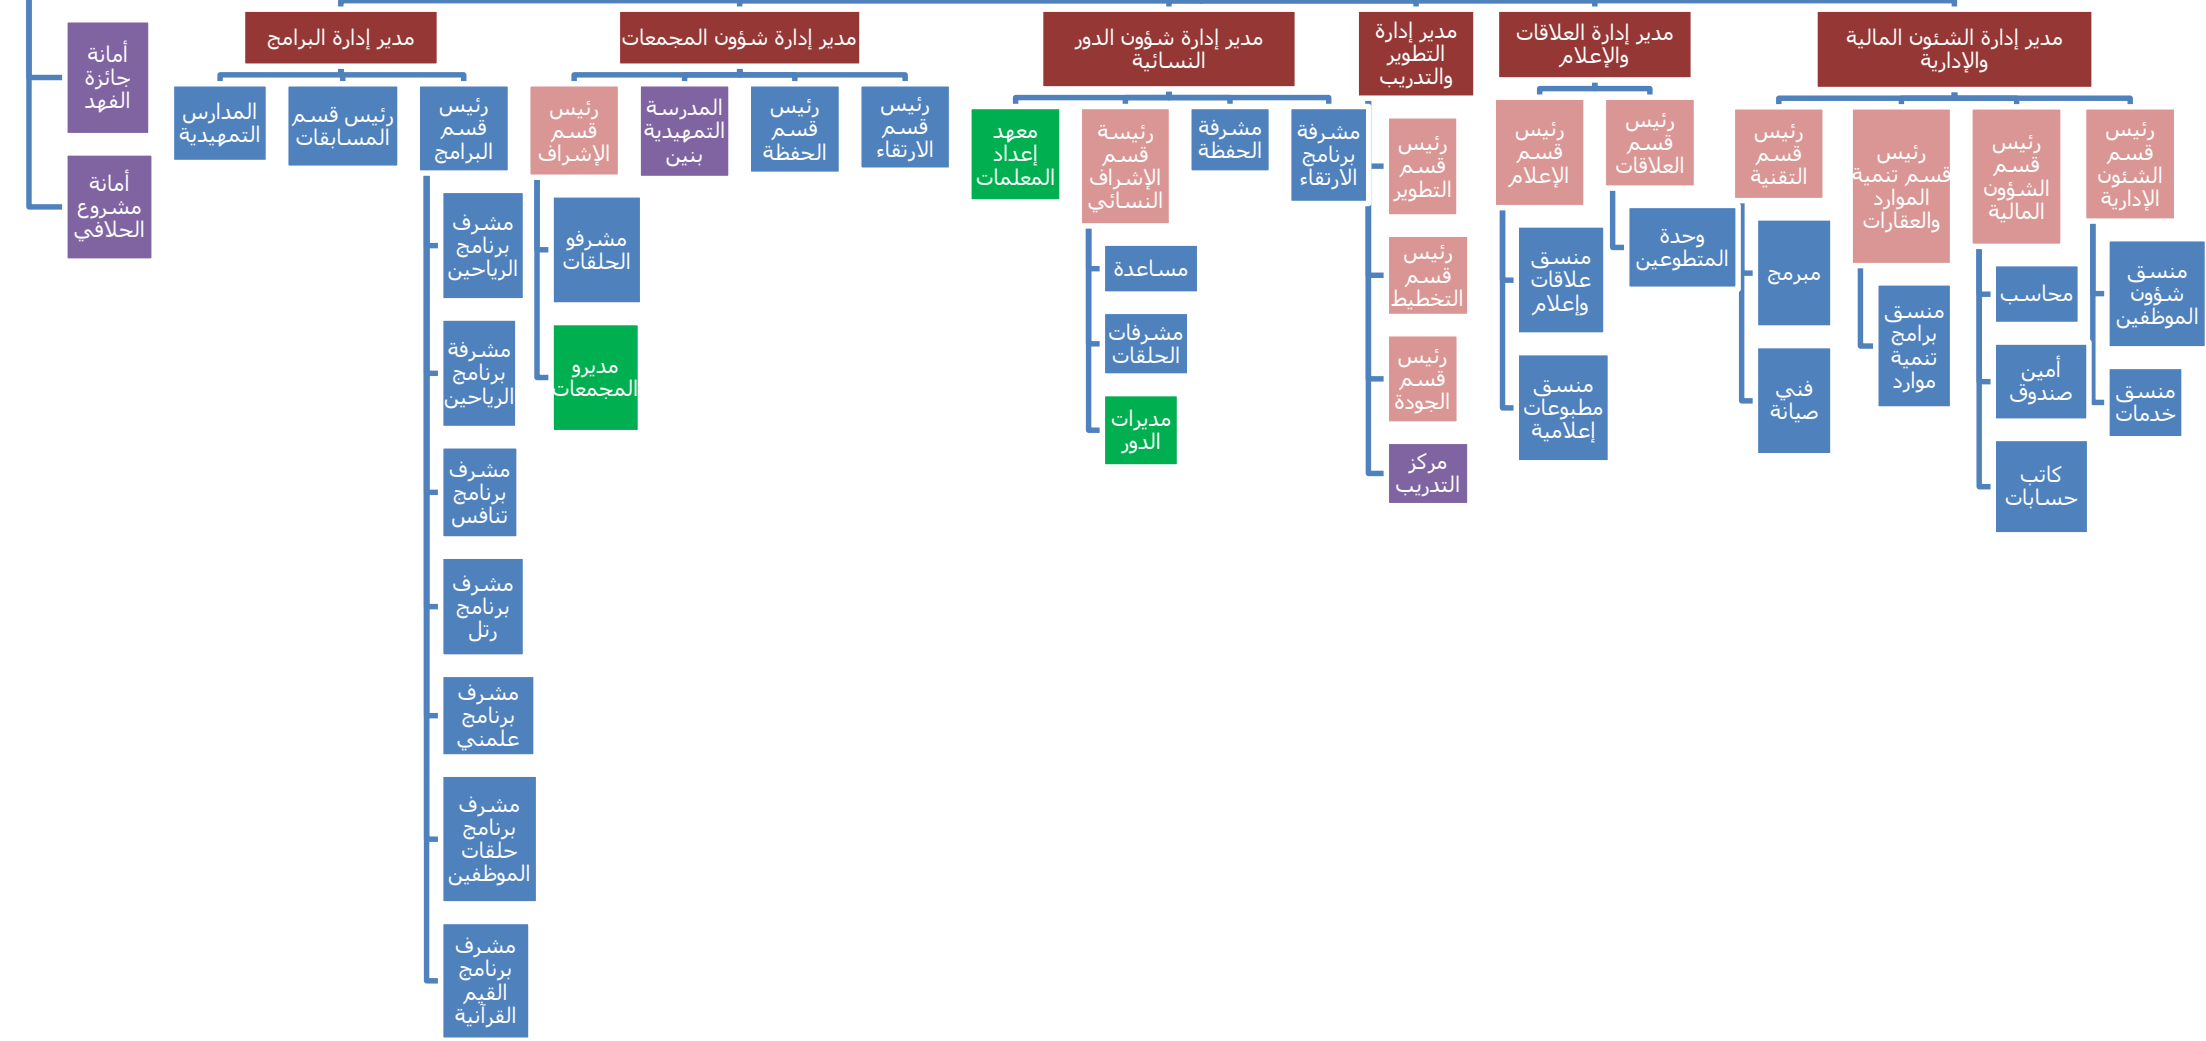 مدير إدارة الشئون المالية
والإدارية
رئيس
قسم
الشئون
الإدارية
منسق
شؤون
الموظفين
منسق
خدمات
رئيس
قسم
الشؤون
المالية
محاسب
أمين
صندوق
كاتب
حسابات
رئيس
قسم تنمية
الموارد
والعقارات
منسق
برامج
تنمية
موارد
رئيس
قسم
التقنية
مبرمج
فني
صيانة
مدير إدارة العلاقات
والإعلام
رئيس
قسم
العلاقات
وحدة
المتطوعين
رئيس
قسم
الإعلام
منسق
علاقات
وإعلام
منسق
مطبوعات
إعلامية
مدير إدارة
التطوير
والتدريب
رئيس
قسم
التطوير
رئيس
قسم
التخطيط
رئيس
قسم
الجودة
مركز
التدريب
مدير إدارة شؤون الدور
النسائية
مشرفة
برنامج
الارتقاء
مشرفة
الحفظة
رئيسة
قسم
الإشراف
النسائي
مساعدة
مشرفات
الحلقات
مديرات
الدور
معهد
إعداد
المعلمات
مدير إدارة شؤون المجمعات
رئيس
قسم
الارتقاء
رئيس
قسم
الحفظة
المدرسة
التمهيدية
بنين
رئيس
قسم
الإشراف
مشرفو
الحلقات
مديرو
المجمعات
مدير إدارة البرامج
رئيس
قسم
البرامج
مشرف
برنامج
الرياحين
مشرفة
برنامج
الرياحين
مشرف
برنامج
تنافس
مشرف
برنامج
رتل
مشرف
برنامج
علمني
مشرف
برنامج
حلقات
الموظفين
مشرف
برنامج
القيم
القرآنية
رئيس قسم
المسابقات
المدارس
التمهيدية
أمانة
جائزة
الفهد
أمانة
مشروع
الحلافي